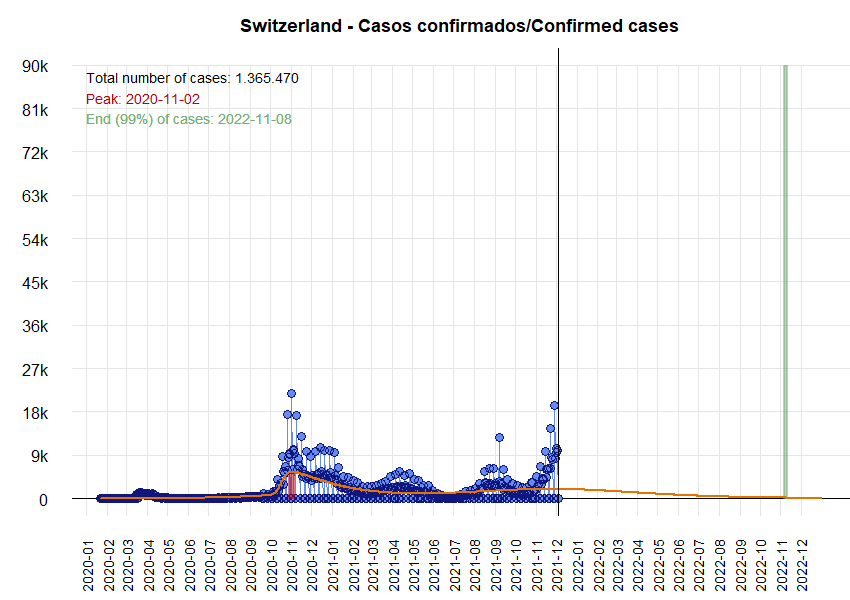 Switzerland - Casos confirmados/Confirmed cases
90k
81k
72k
63k
54k
45k
36k
27k
18k
9k
0
Total number of cases: 1.365.470
Peak: 2020-11-02
End (99%) of cases: 2022-11-08
2020-01
2020-02
2020-03
2020-04
2020-05
2020-06
2020-07
2020-08
2020-09
2020-10
2020-11
2020-12
2021-01
2021-02
2021-03
2021-04
2021-05
2021-06
2021-07
2021-08
2021-09
2021-10
2021-11
2021-12
2022-01
2022-02
2022-03
2022-04
2022-05
2022-06
2022-07
2022-08
2022-09
2022-10
2022-11
2022-12